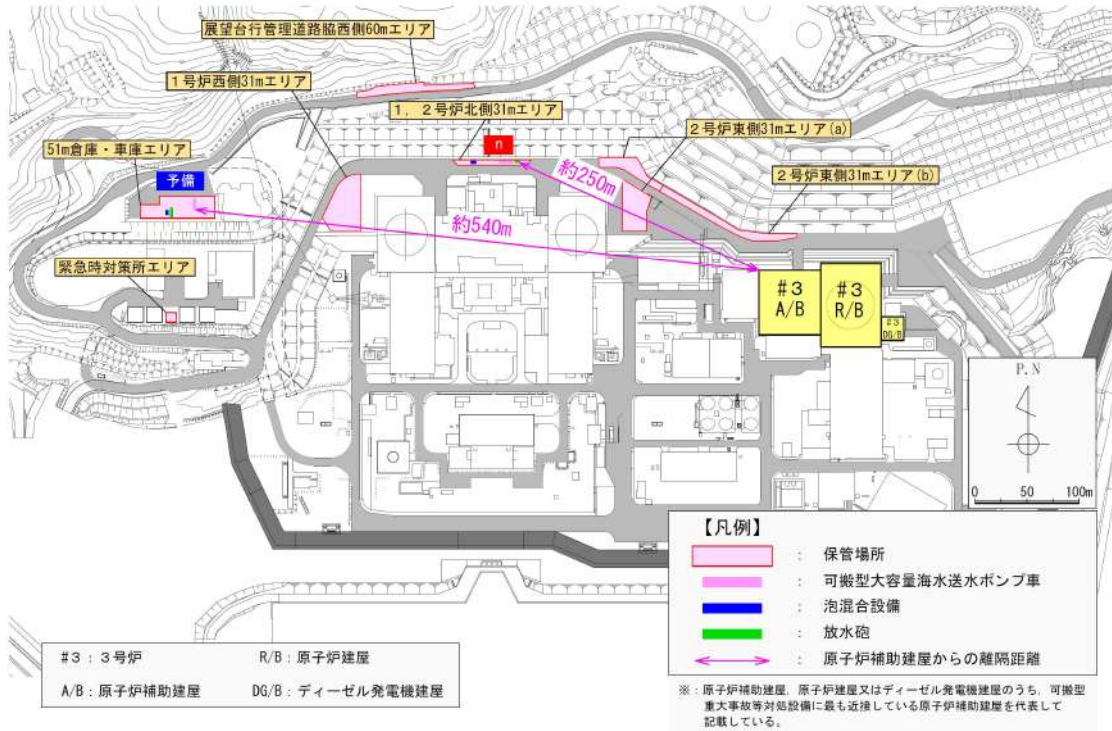 展望台行管理道路脇西側60mエリア
1号炉西側31mエリア
1，2号炉北側31mエリア
2号炉東側31mエリア(a)
51m倉庫・車庫エリア
n
予備
約250m
2号炉東側31mエリア(b)
約540m
緊急時対策所エリア
#3
A/B
#3
R/B
#3
DG/B
P.N
0 50 100m
【凡例】
： 保管場所
： 可搬型大容量海水送水ポンプ車
： 泡混合設備
： 放水砲
： 原子炉補助建屋からの離隔距離
#3：3号炉 R/B：原子炉建屋
A/B：原子炉補助建屋 DG/B：ディーゼル発電機建屋
※：原子炉補助建屋，原子炉建屋又はディーゼル発電機建屋のうち，可搬型
重大事故等対処設備に最も近接している原子炉補助建屋を代表して
記載している。